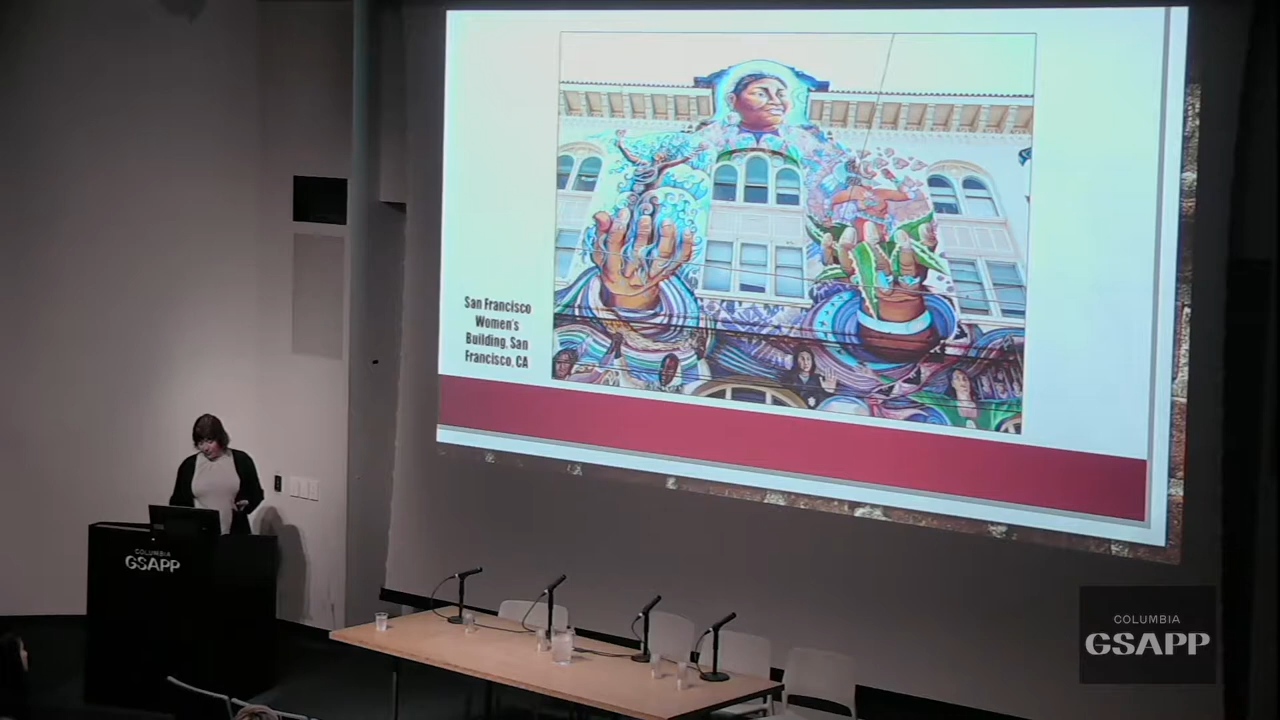 San Francisco
Women's
Building, San
Francisco, CA
COLUMBIA
GSAPP
COLUMBIA
GSAPP